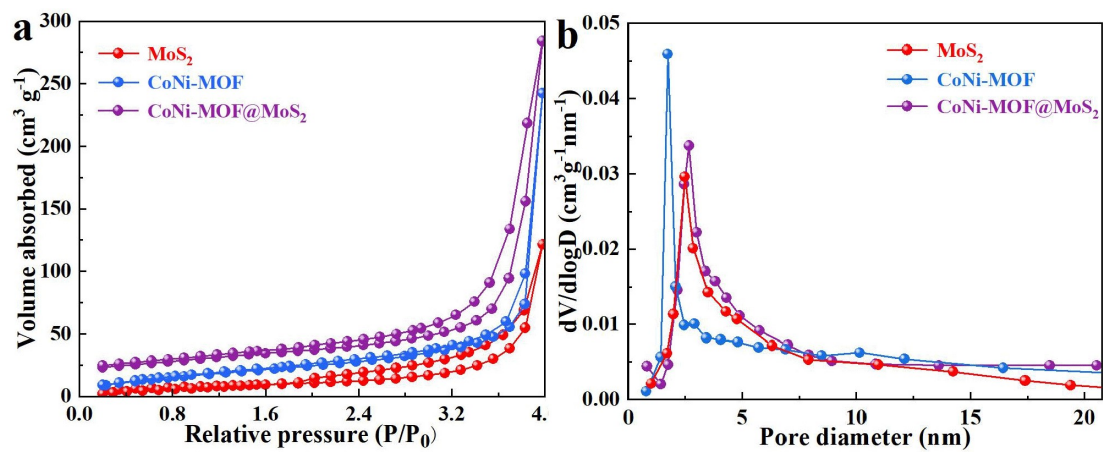 a
300
250
200
150
100
50
0
Volume absorbed (cm³ g⁻¹)
MoS₂
CoNi-MOF
CoNi-MOF@MoS₂
0.0 0.8 1.6 2.4 3.2 4.
Relative pressure (P/P₀)
b
0.05
0.04
0.03
0.02
0.01
0.00
dV/dlogD (cm³g⁻¹nm⁻¹)
MoS₂
CoNi-MOF
CoNi-MOF@MoS₂
0 5 10 15 20
Pore diameter (nm)